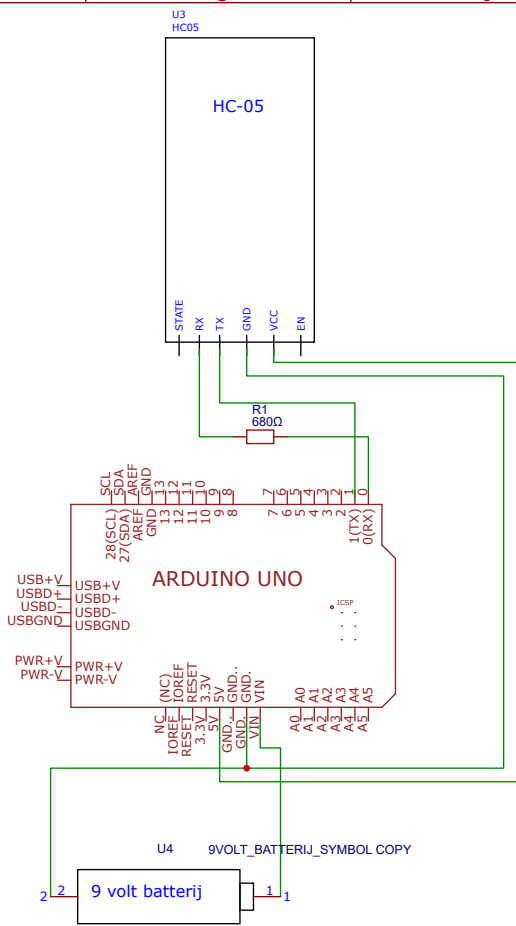 U3
HC05
HC-05
STATE
RX
TX
GND
VCC
EN
R1
680Ω
SCL
SDA
AREF
GND
13
12
11
10
9
8
7
6
5
4
3
2
1
0
28(SCL)
27(SDA)
AREF
GND
13
12
11
10
9
8
7
6
5
4
3
2
1(TX)
0(RX)
ARDUINO UNO
ICSP
USB+V USB+V
USBD+ USBD+
USBD- USBD-
USBGND USBGND
PWR+V PWR+V
PWR-V PWR-V
(NC)
IOREF
RESET
3.3V
5V
GND..
GND.
VIN
A0
A1
A2
A3
A4
A5
NC
IOREF
RESET
3.3V
5V
GND..
GND.
VIN
A0
A1
A2
A3
A4
A5
U4
9VOLT_BATTERIJ_SYMBOL COPY
2 2 9 volt batterij 1 1